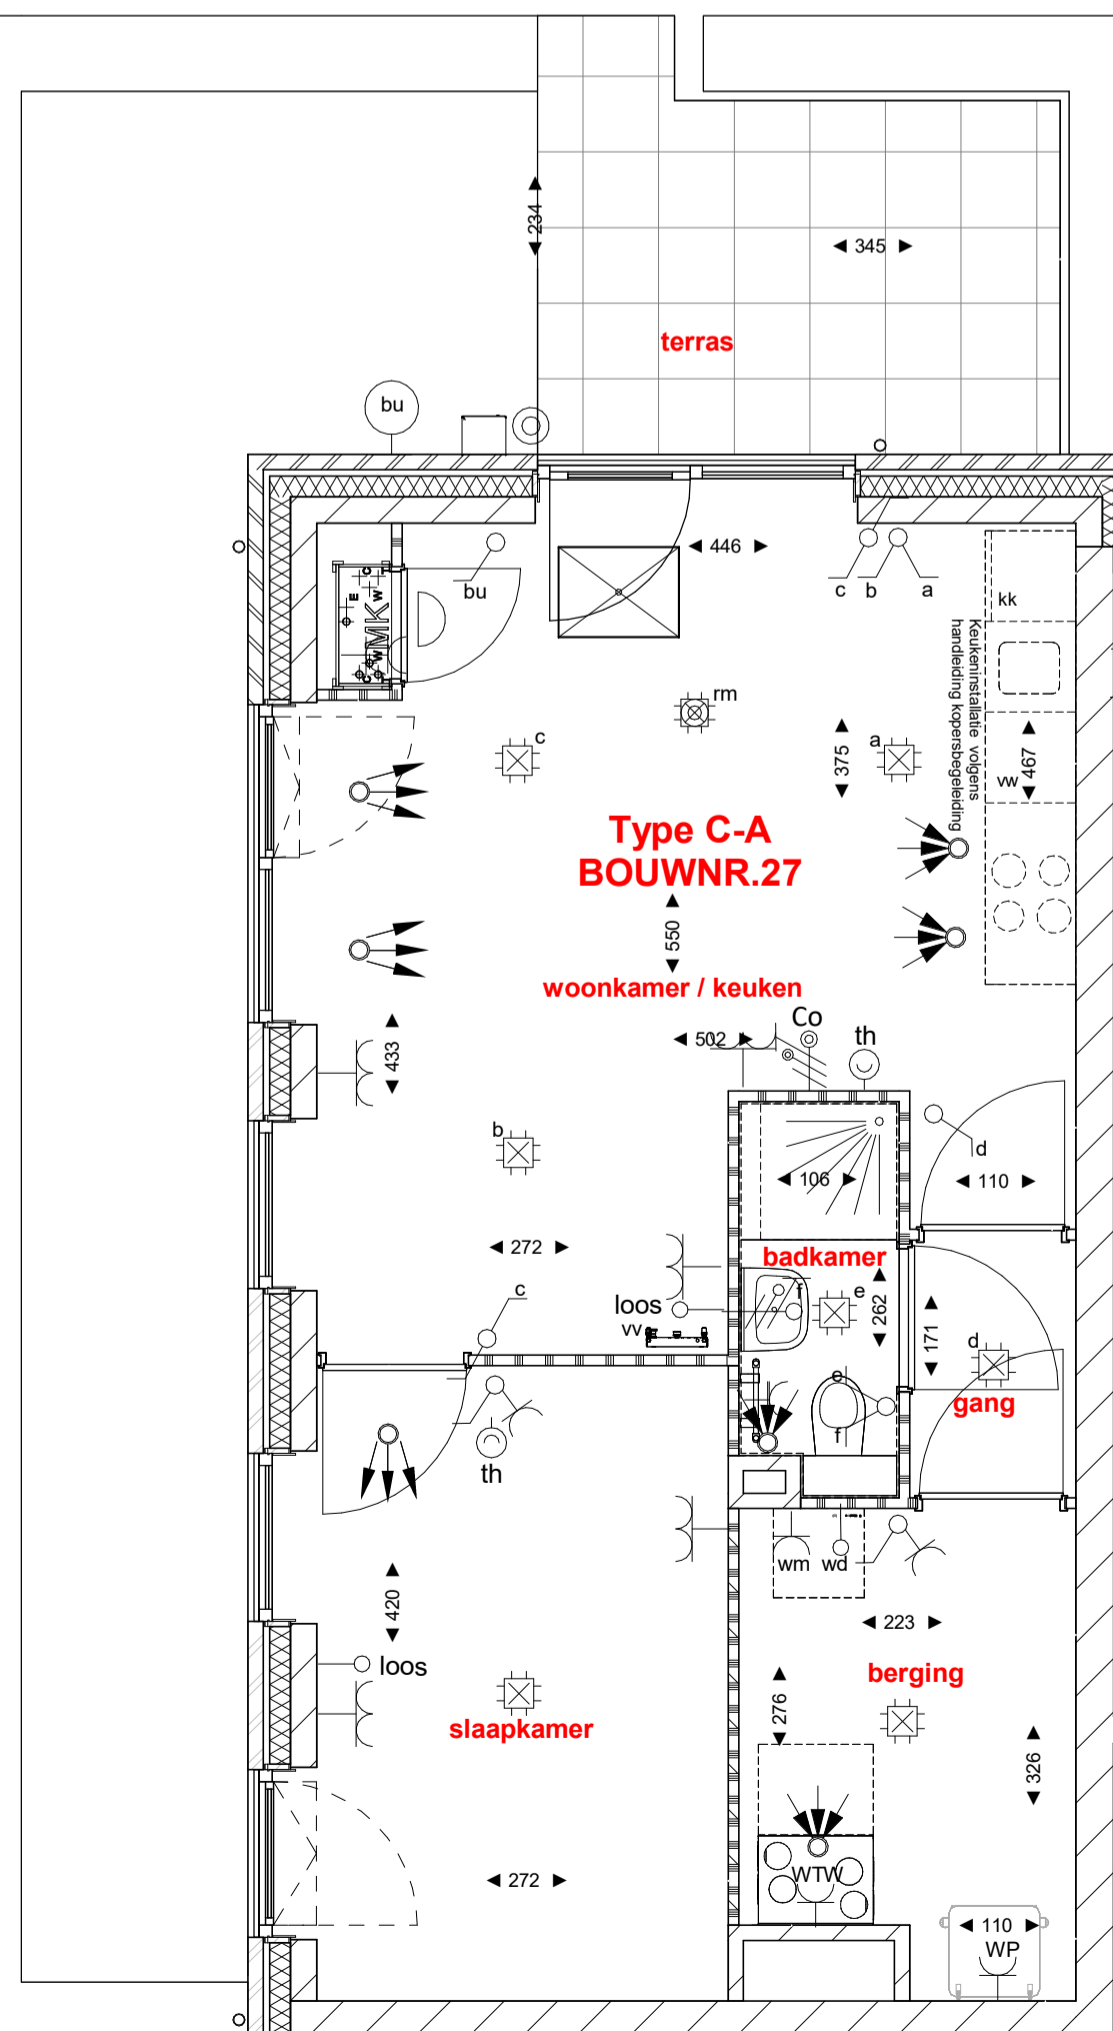 234
345
terras
bu
446
c b a
bu
kk
Keukeninstallatie volgens
handleiding kopersbegeleiding
E
C
T
W
MK
W
C
T
rm
c
a
375
467
vw
Type C-A
BOUWNR.27
550
woonkamer / keuken
433
502
Co
th
b
d
106
110
272
badkamer
c
loos
vv
f
e
262
171
d
e
gang
f
th
wm wd
420
223
loos
berging
276
slaapkamer
326
WTW
272
110
WP